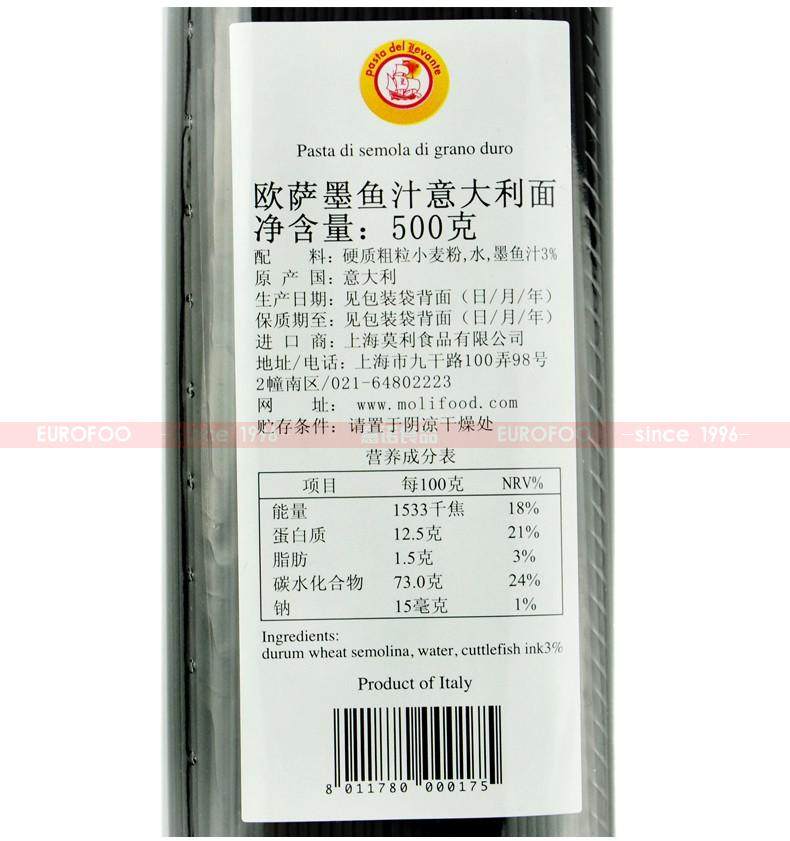 pasta del Levante
Pasta di semola di grano duro
欧萨墨鱼汁意大利面
净含量：500克
配 料：硬质粗粒小麦粉,水,墨鱼汁3%
原 产 国：意大利
生产日期：见包装袋背面（日/月/年）
保质期至：见包装袋背面（日/月/年）
进 口 商：上海莫利食品有限公司
地址/电话：上海市九干路100弄98号
2幢南区/021-64802223
网 址： www.molifood.com
贮存条件：请置于阴凉干燥处
EUROFOO -since 1996- EUROFOO -since 1996-
营养成分表
项目 每100克 NRV%
能量 1533千焦 18%
蛋白质 12.5克 21%
脂肪 1.5克 3%
碳水化合物 73.0克 24%
钠 15毫克 1%
Ingredients:
durum wheat semolina, water, cuttlefish ink3%
Product of Italy
8 011780 000175